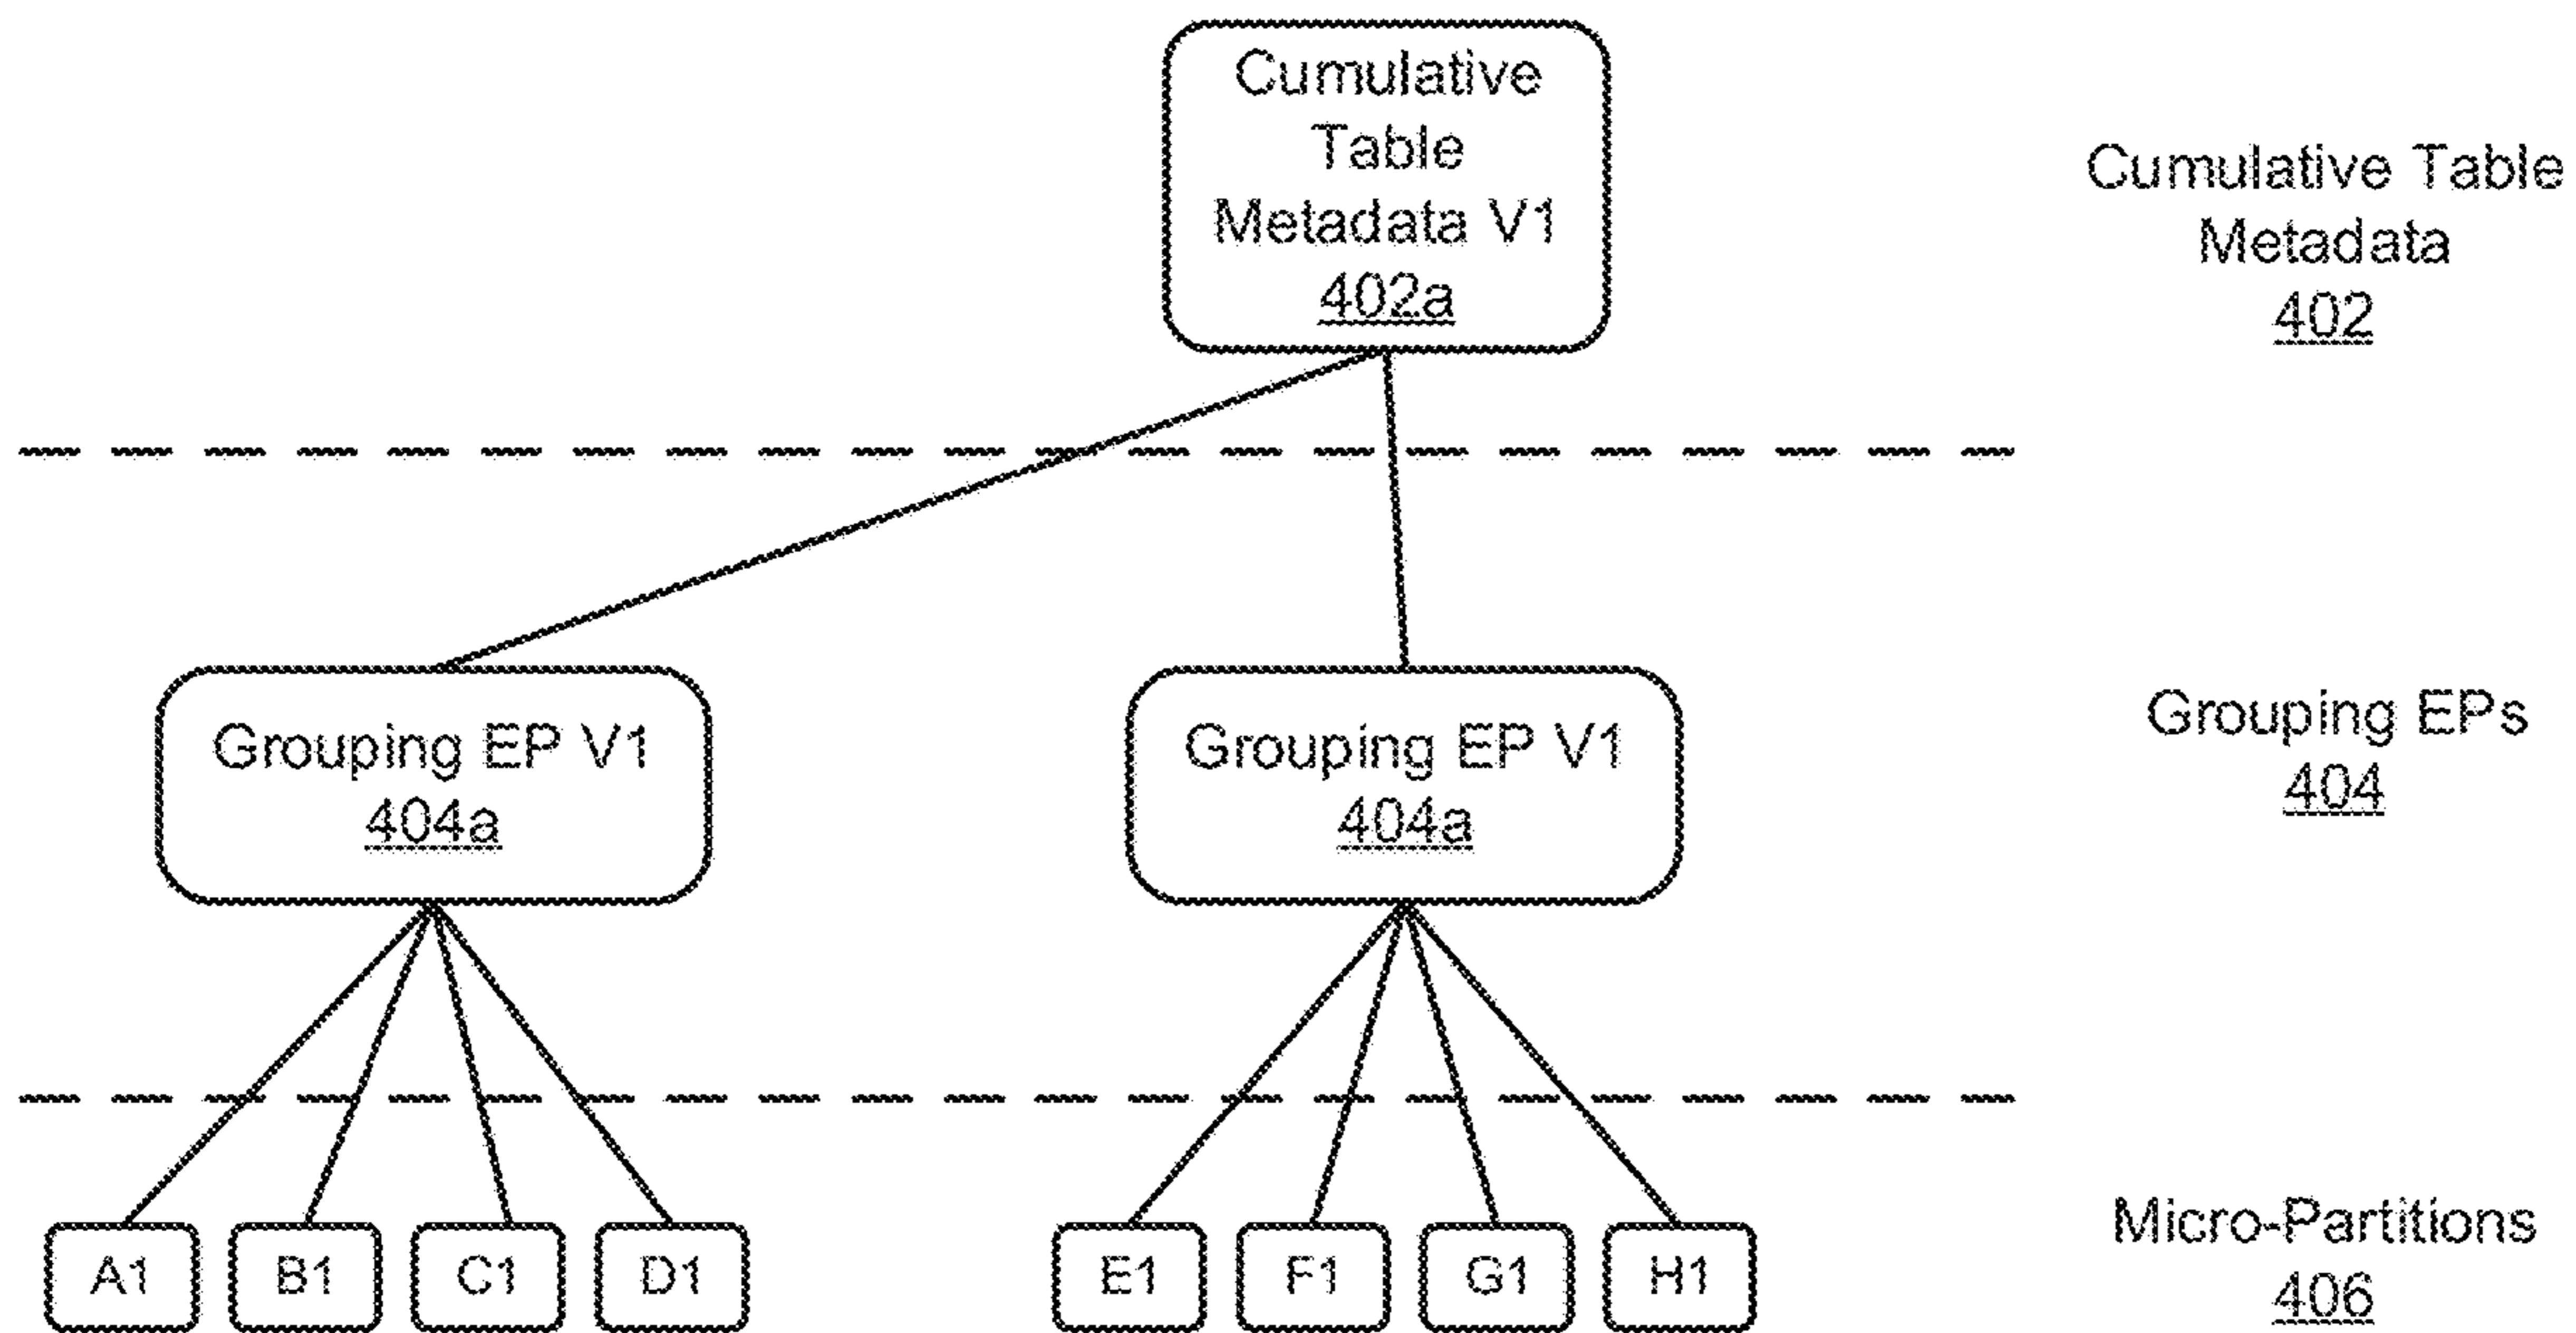 Cumulative
Table
Metadata V1
402a
Cumulative Table
Metadata
402
Grouping EP V1
404a
Grouping EP V1
404a
Grouping EPs
404
A1
B1
C1
D1
E1
F1
G1
H1
Micro-Partitions
406